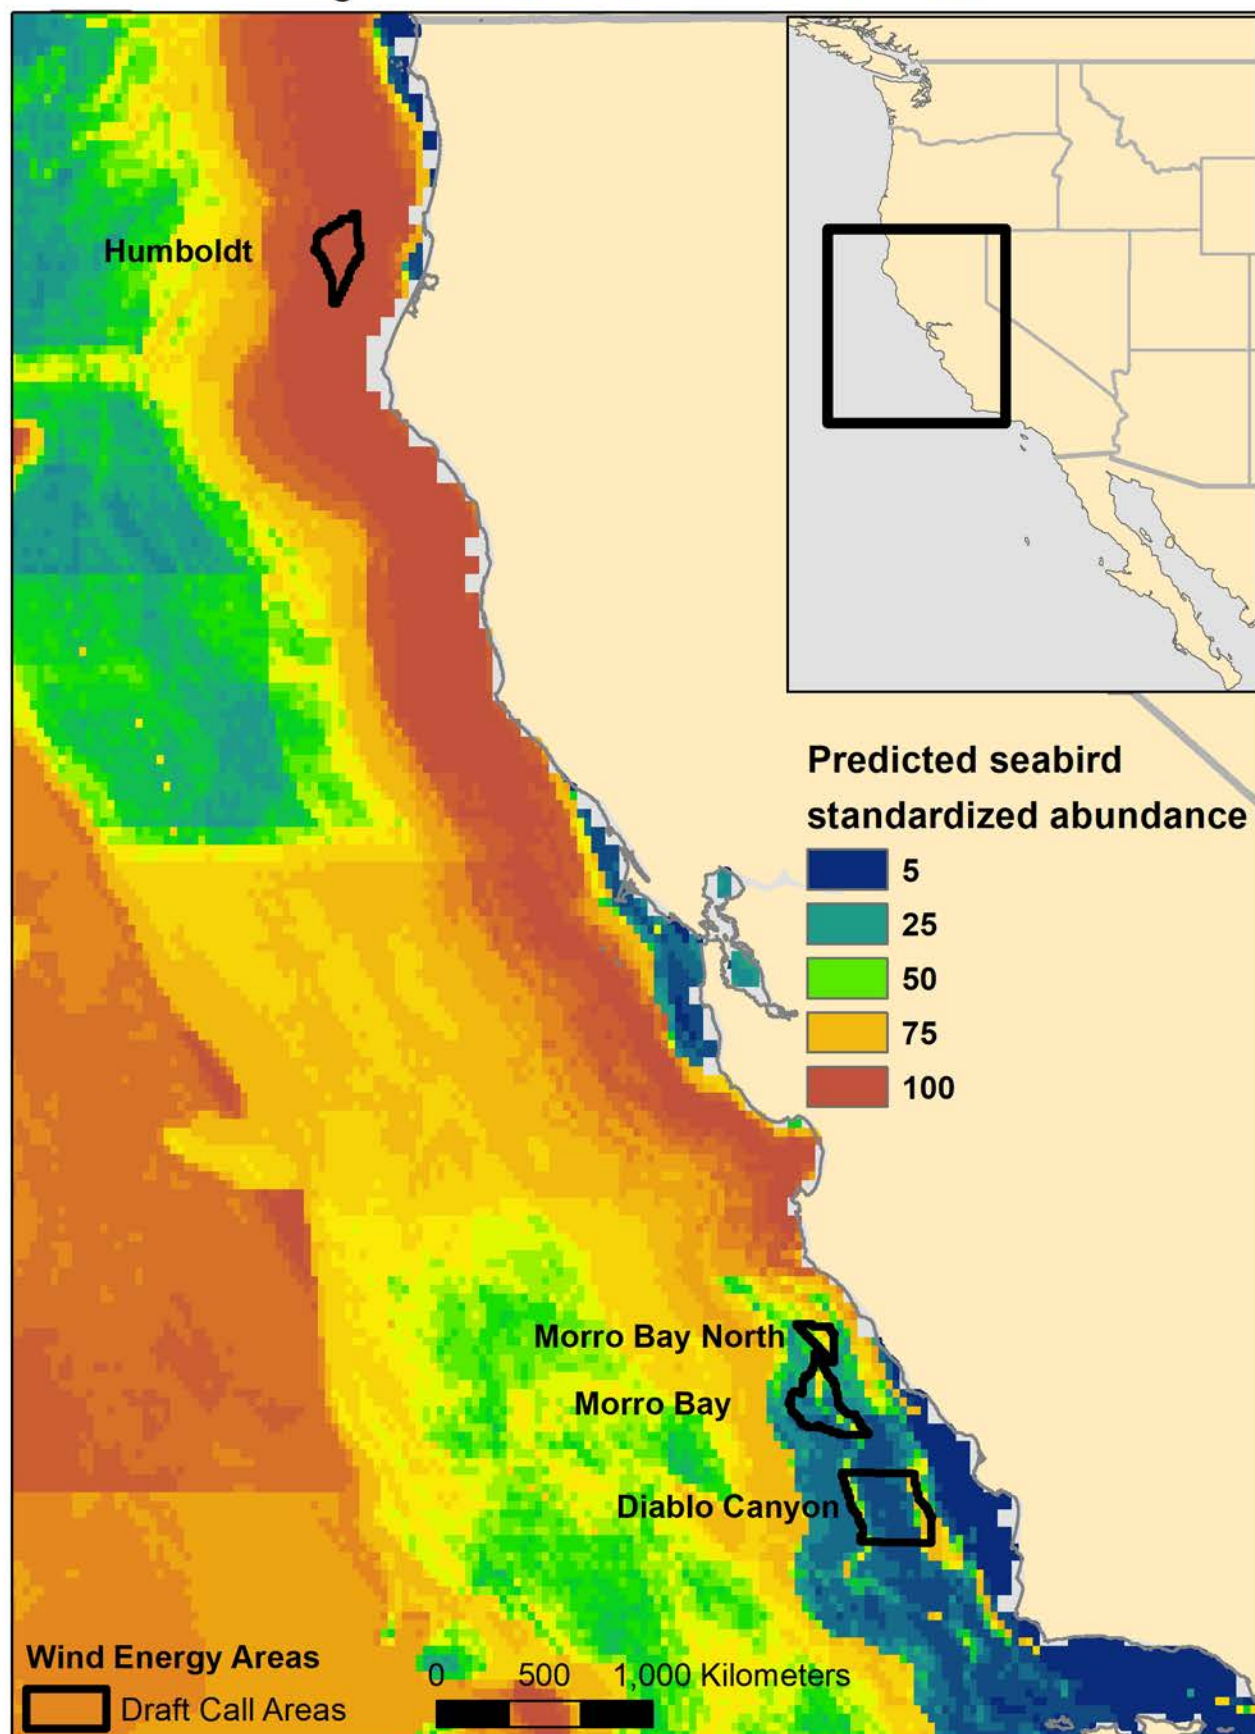 Humboldt
Predicted seabird
standardized abundance
5
25
50
75
100
Morro Bay North
Morro Bay
Diablo Canyon
Wind Energy Areas
Draft Call Areas
0 500 1,000 Kilometers